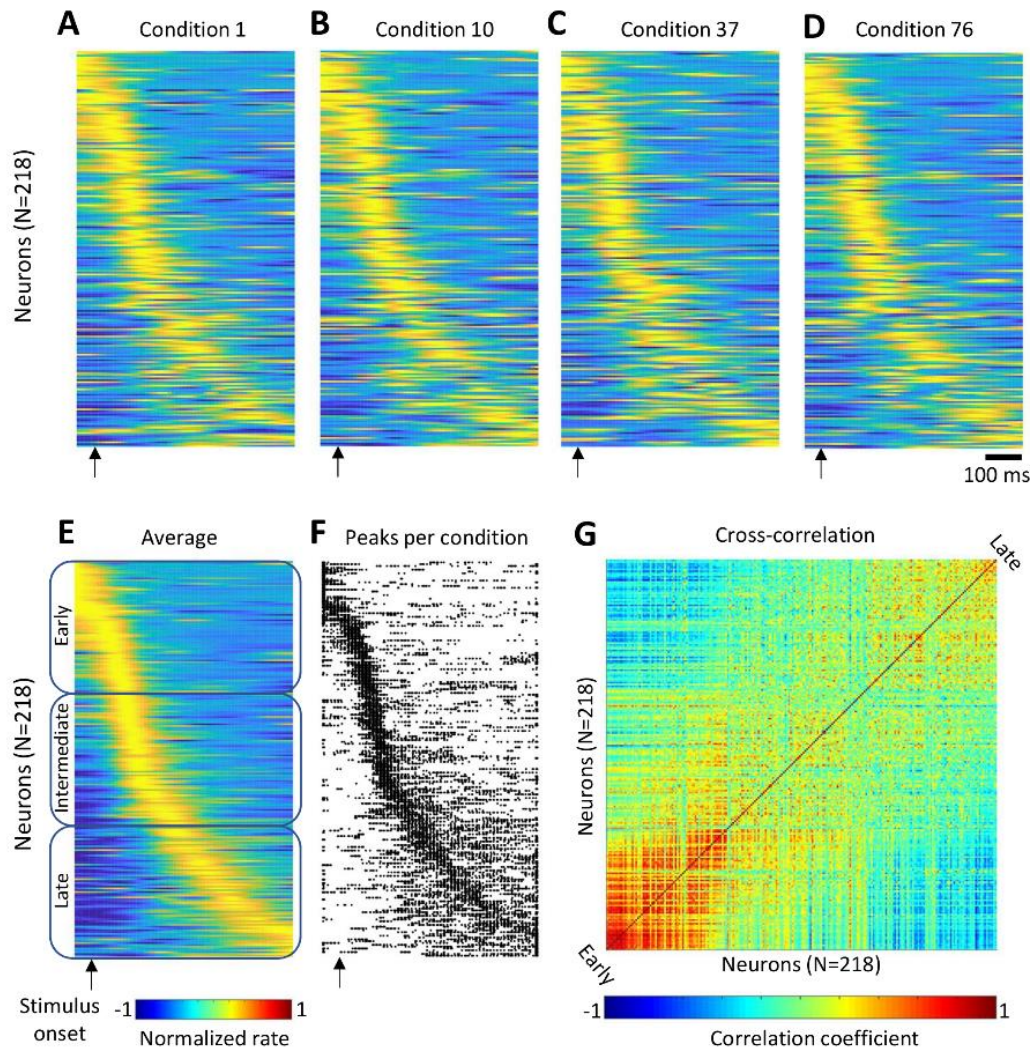 A Condition 1
B Condition 10
C Condition 37
D Condition 76
Neurons (N=218)
100 ms
E Average
F Peaks per condition
G Cross-correlation
Neurons (N=218)
Early
Intermediate
Late
Neurons (N=218)
Late
Early
Neurons (N=218)
Stimulus
onset
-1 1
Normalized rate
-1 1
Correlation coefficient